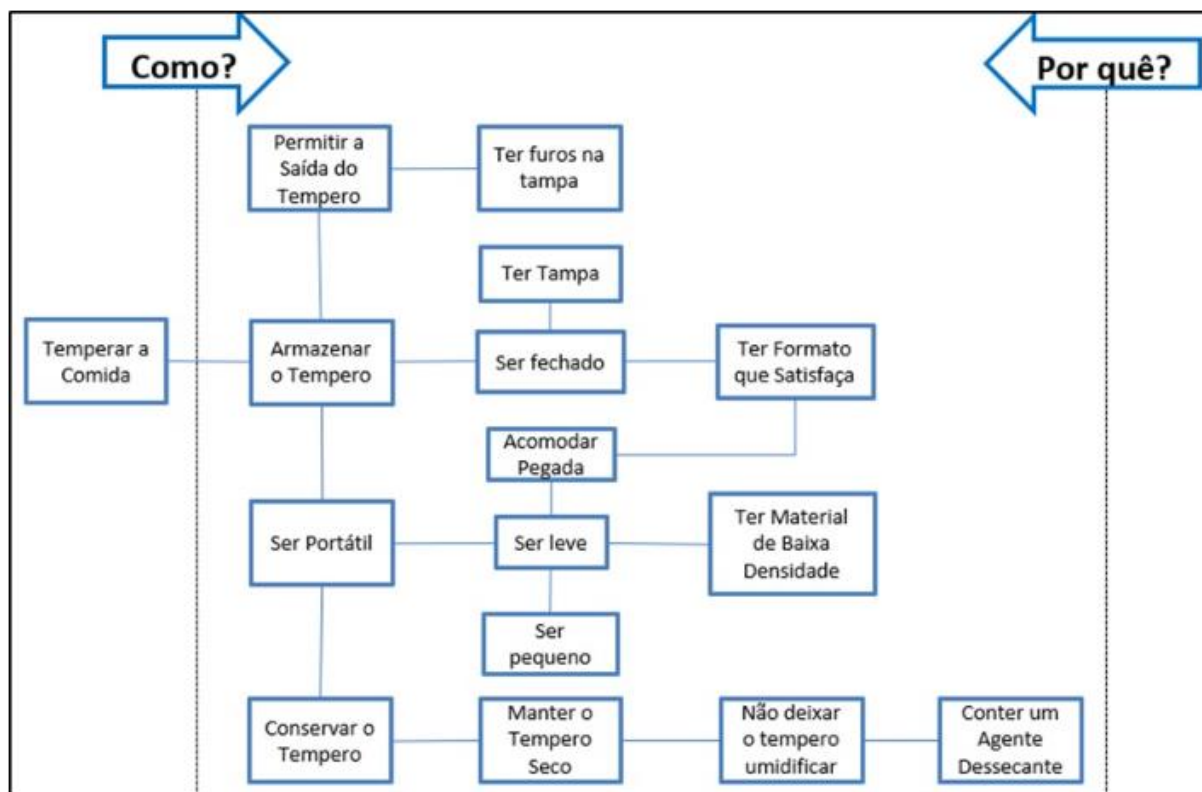 Como?
Por quê?
Permitir a
Saída do
Tempero
Ter furos na
tampa
Ter Tampa
Temperar a
Comida
Armazenar
o Tempero
Ser fechado
Ter Formato
que Satisfaça
Acomodar
Pegada
Ser Portátil
Ser leve
Ter Material
de Baixa
Densidade
Ser
pequeno
Conservar o
Tempero
Manter o
Tempero
Seco
Não deixar
o tempero
umidificar
Conter um
Agente
Dessecante